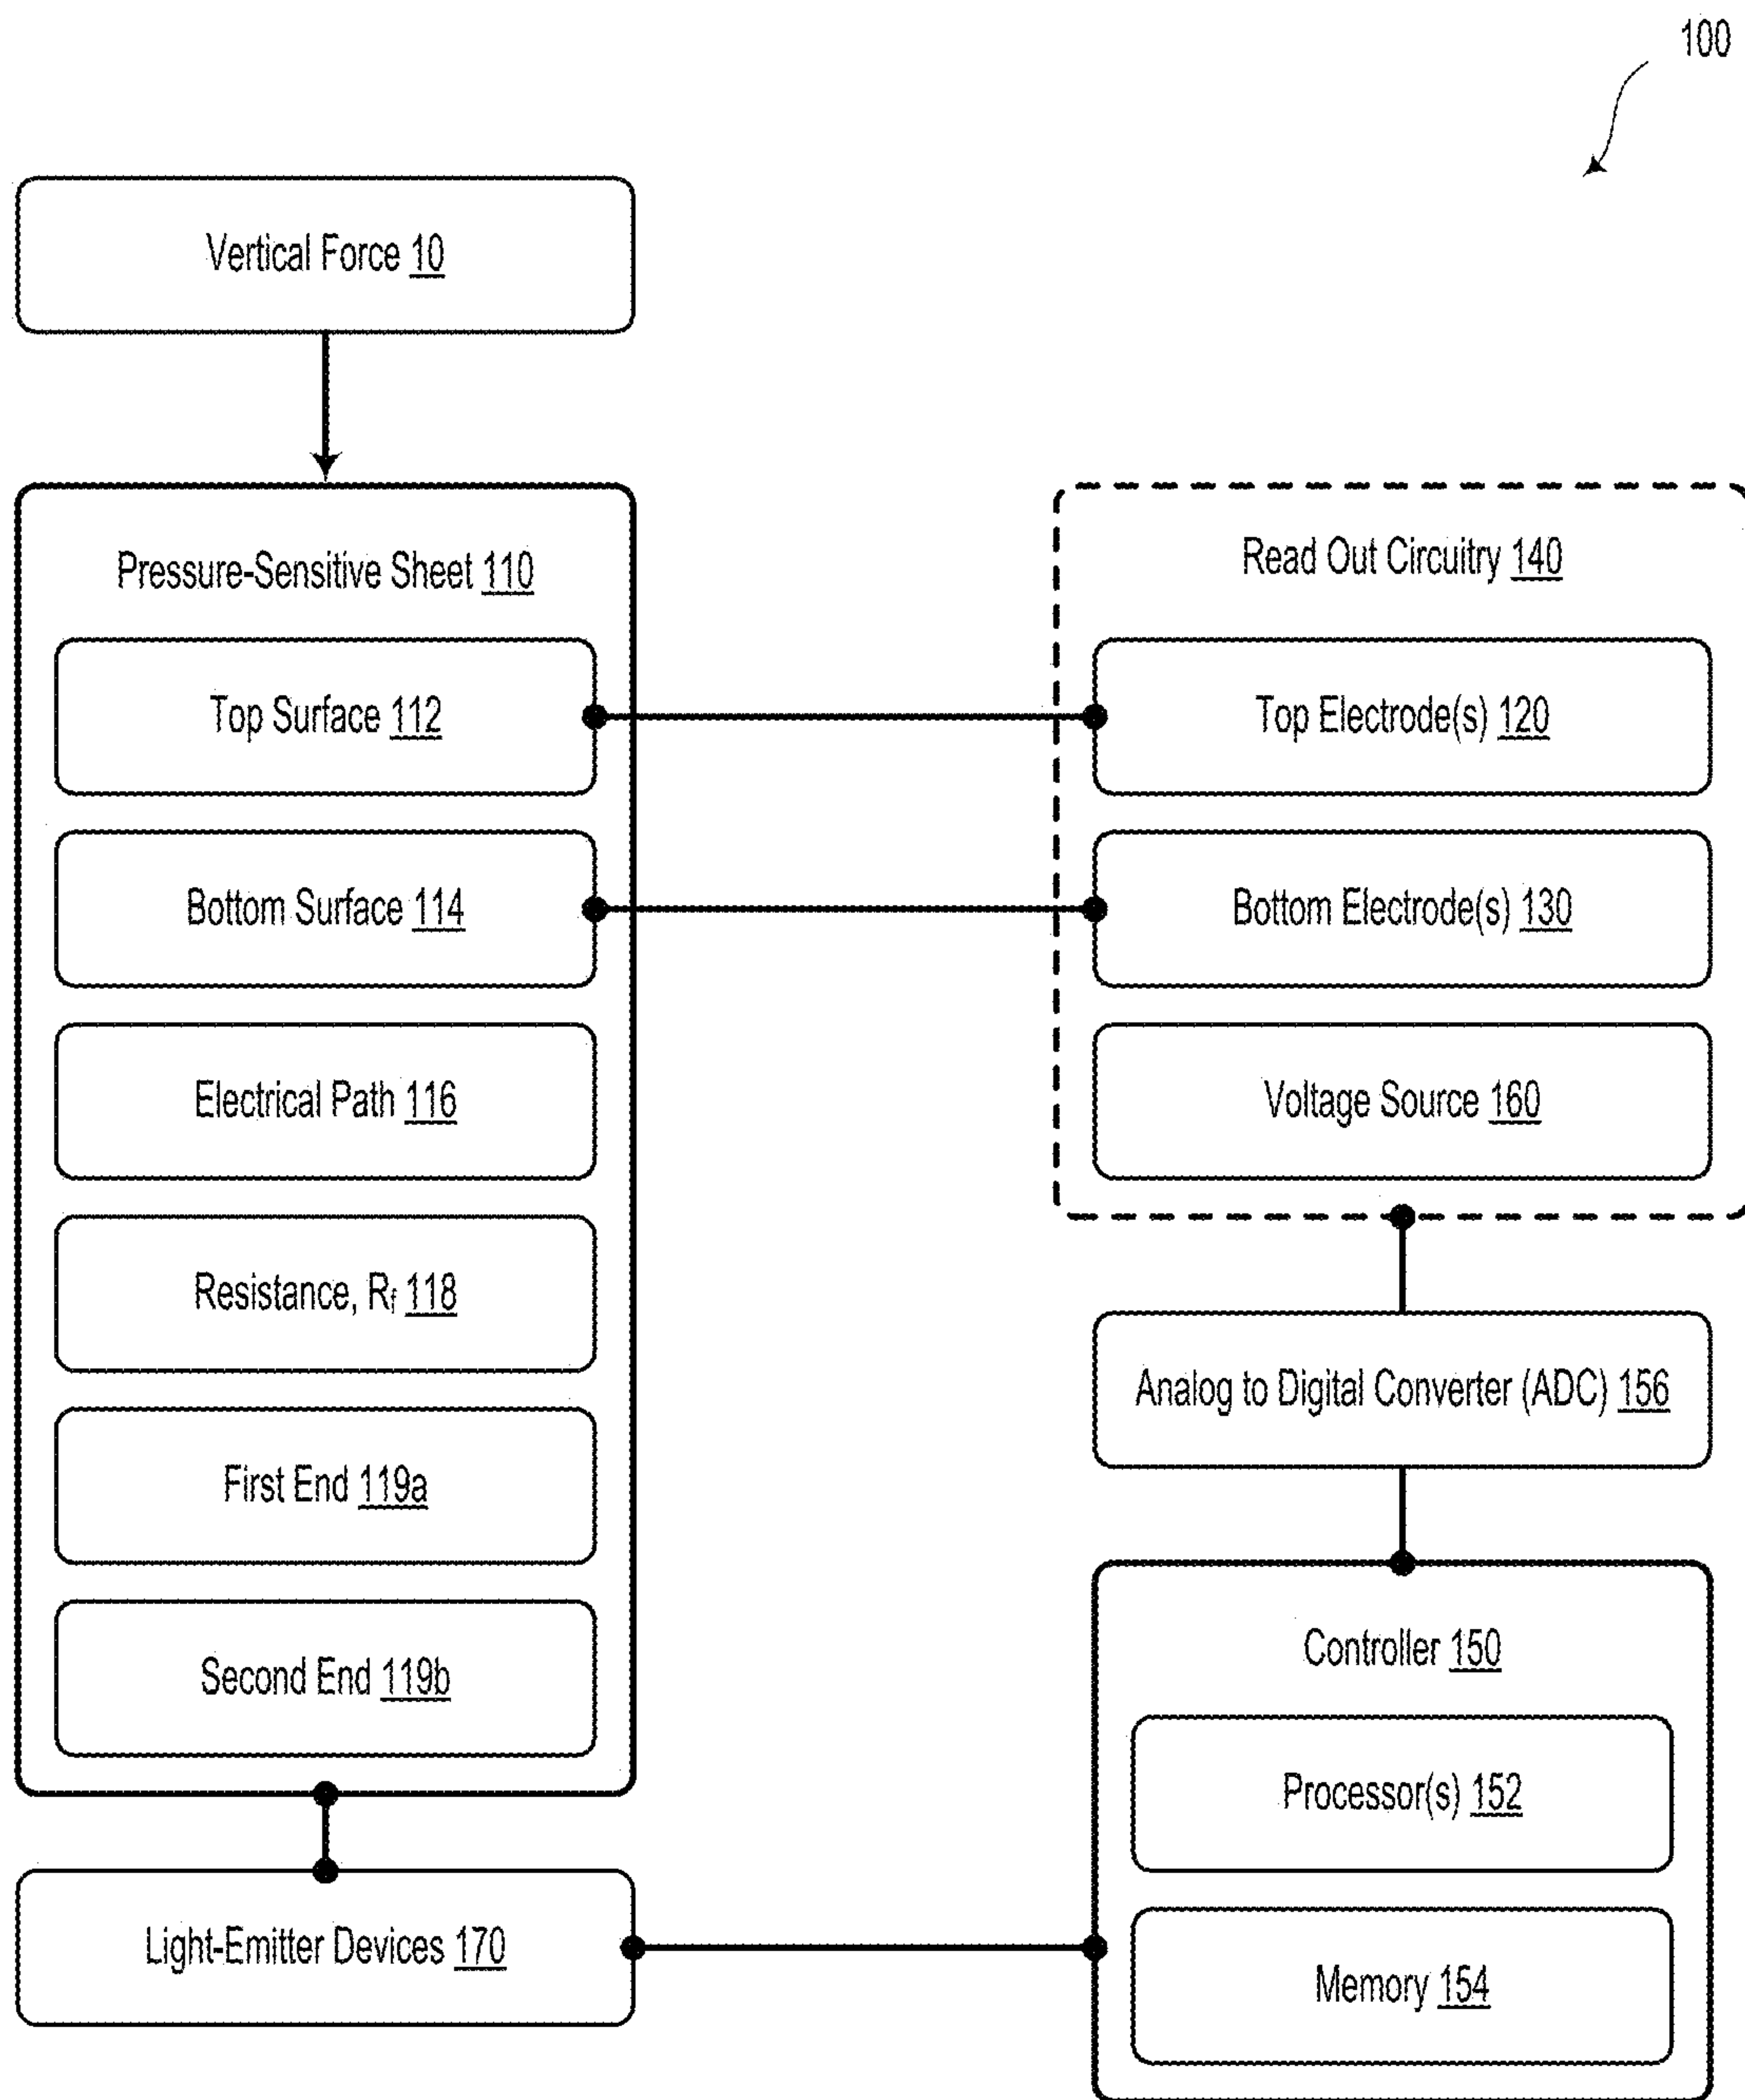 100
Vertical Force 10
Pressure-Sensitive Sheet 110
Top Surface 112
Bottom Surface 114
Electrical Path 116
Resistance, Rf 118
First End 119a
Second End 119b
Light-Emitter Devices 170
Read Out Circuitry 140
Top Electrode(s) 120
Bottom Electrode(s) 130
Voltage Source 160
Analog to Digital Converter (ADC) 156
Controller 150
Processor(s) 152
Memory 154